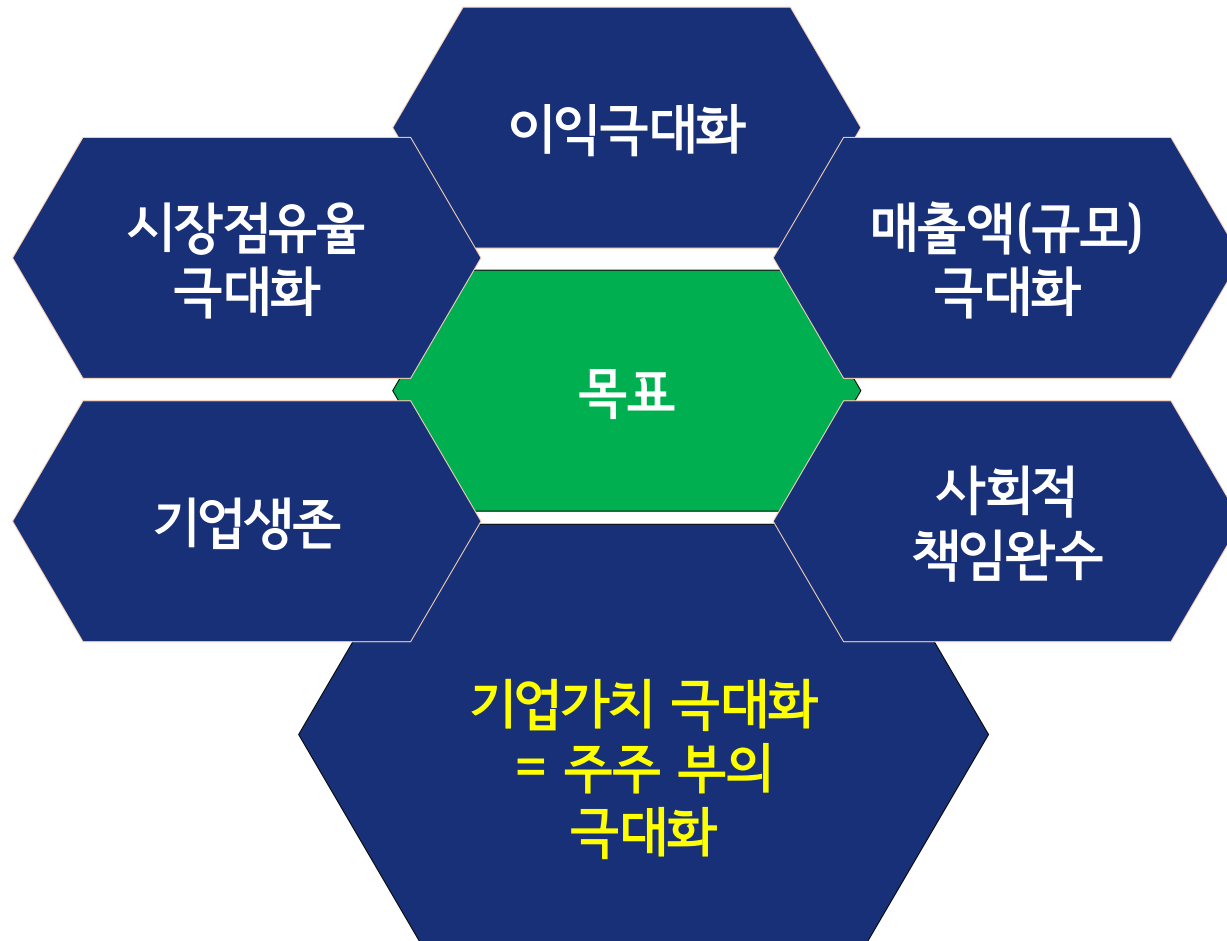 이익극대화
시장점유율
극대화
매출액(규모)
극대화
목표
기업생존
사회적
책임완수
기업가치 극대화
= 주주 부의
극대화